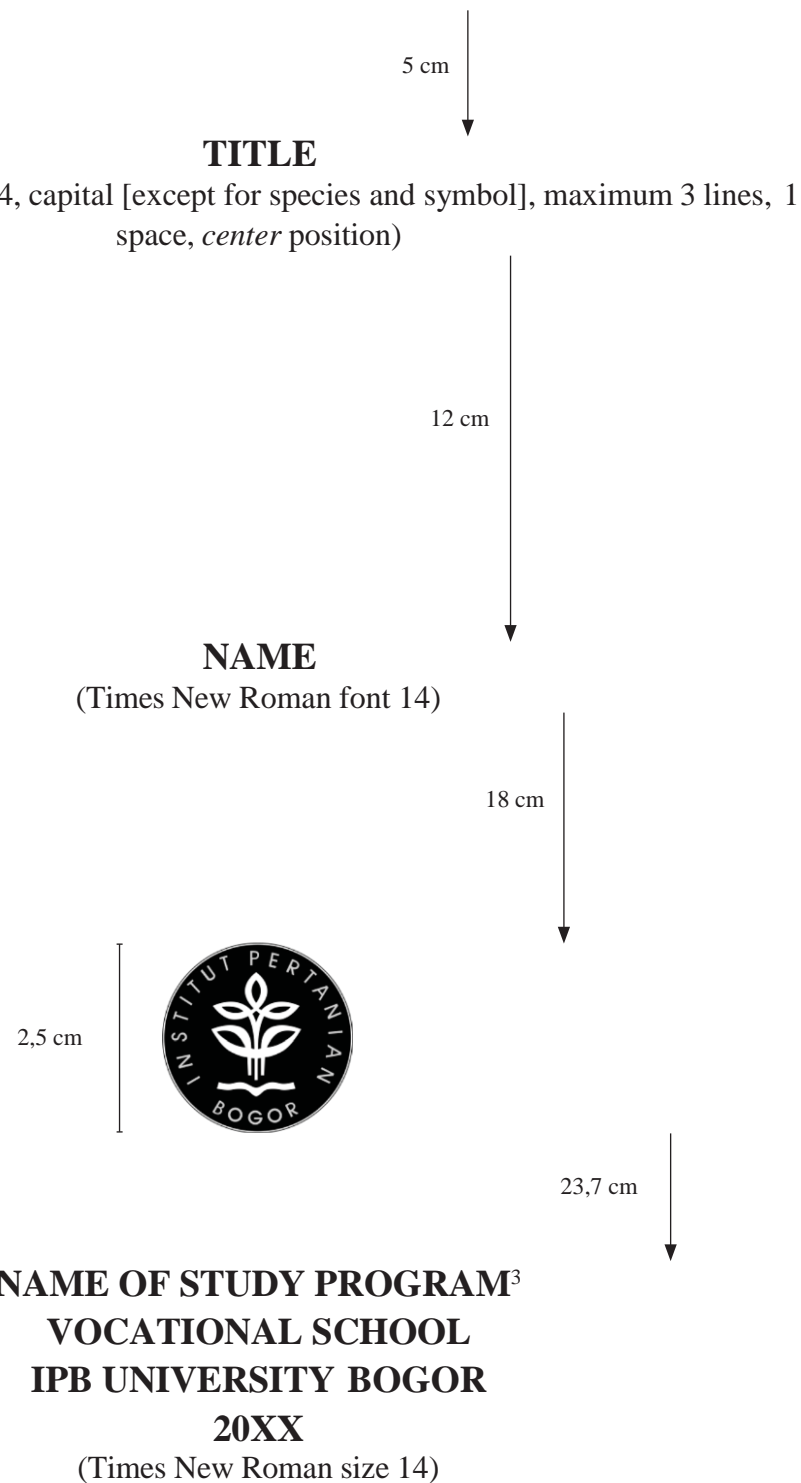 5 cm
TITLE
4, capital [except for species and symbol], maximum 3 lines, 1
space, center position)
12 cm
NAME
(Times New Roman font 14)
18 cm
INSTITUT PERTANIAN
BOGOR
2,5 cm
23,7 cm
NAME OF STUDY PROGRAM³
VOCATIONAL SCHOOL
IPB UNIVERSITY BOGOR
20XX
(Times New Roman size 14)